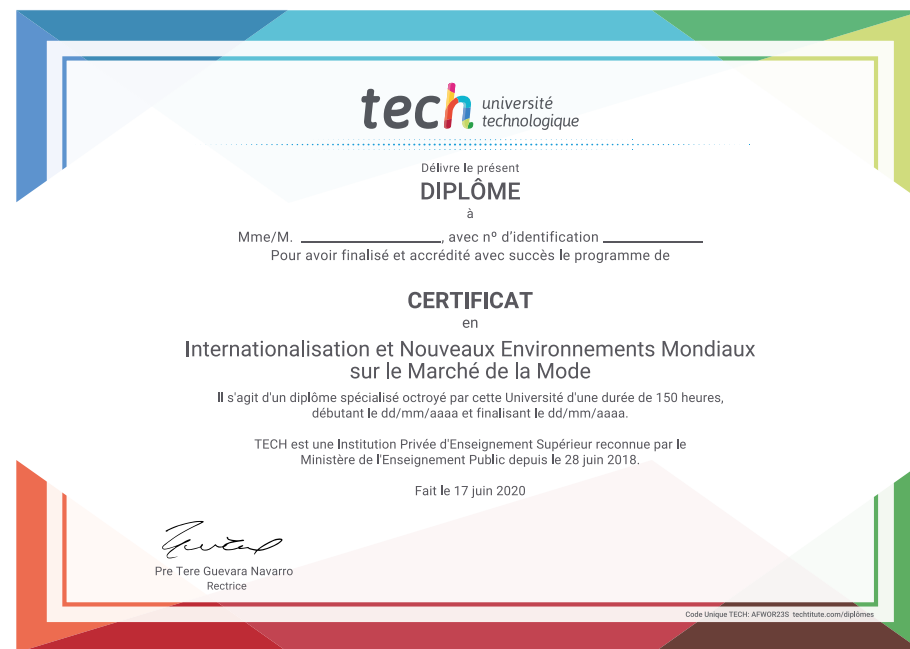 tech université
technologique
Délivre le présent
DIPLÔME
à
Mme/M. ____________________, avec nº d'identification ______________
Pour avoir finalisé et accrédité avec succès le programme de
CERTIFICAT
en
Internationalisation et Nouveaux Environnements Mondiaux
sur le Marché de la Mode
Il s'agit d'un diplôme spécialisé octroyé par cette Université d'une durée de 150 heures,
débutant le dd/mm/aaaa et finalisant le dd/mm/aaaa.
TECH est une Institution Privée d'Enseignement Supérieur reconnue par le
Ministère de l'Enseignement Public depuis le 28 juin 2018.
Fait le 17 juin 2020
Pre Tere Guevara Navarro
Rectrice
Code Unique TECH: AFWOR23S techtitute.com/diplômes